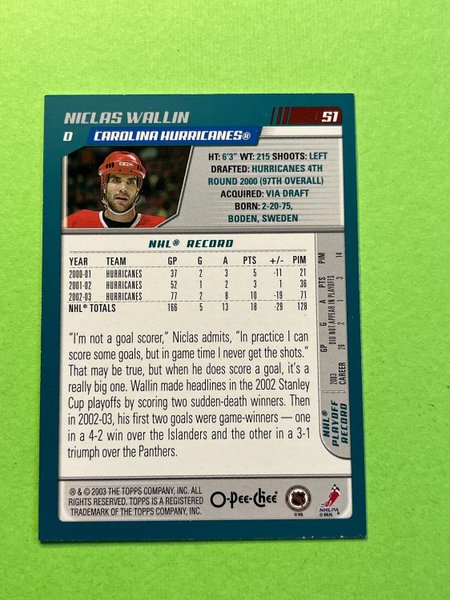 NICLAS WALLIN 51
D CAROLINA HURRICANES®
HT: 6'3" WT: 215 SHOOTS: LEFT
DRAFTED: HURRICANES 4TH
ROUND 2000 (97TH OVERALL)
ACQUIRED: VIA DRAFT
BORN: 2-20-75,
BODEN, SWEDEN
NHL® RECORD
YEAR TEAM GP G A PTS +/- PIM
2000-01 HURRICANES 37 2 3 5 -11 21
2001-02 HURRICANES 52 1 2 3 1 36
2002-03 HURRICANES 77 2 8 10 -19 71
NHL® TOTALS 166 5 13 18 -29 128
NHL® PLAYOFF
RECORD
GP G A PTS PIM
2003 DID NOT APPEAR IN PLAYOFFS
CAREER 26 2 1 3 14
"I'm not a goal scorer," Niclas admits, "In practice I can
score some goals, but in game time I never get the shots."
That may be true, but when he does score a goal, it's a
really big one. Wallin made headlines in the 2002 Stanley
Cup playoffs by scoring two sudden-death winners. Then
in 2002-03, his first two goals were game-winners — one
in a 4-2 win over the Islanders and the other in a 3-1
triumph over the Panthers.
® & © 2003 THE TOPPS COMPANY, INC. ALL
RIGHTS RESERVED. TOPPS IS A REGISTERED
TRADEMARK OF THE TOPPS COMPANY, INC.
O-Pee-Chee®
NHL
© NHL
NHLPA